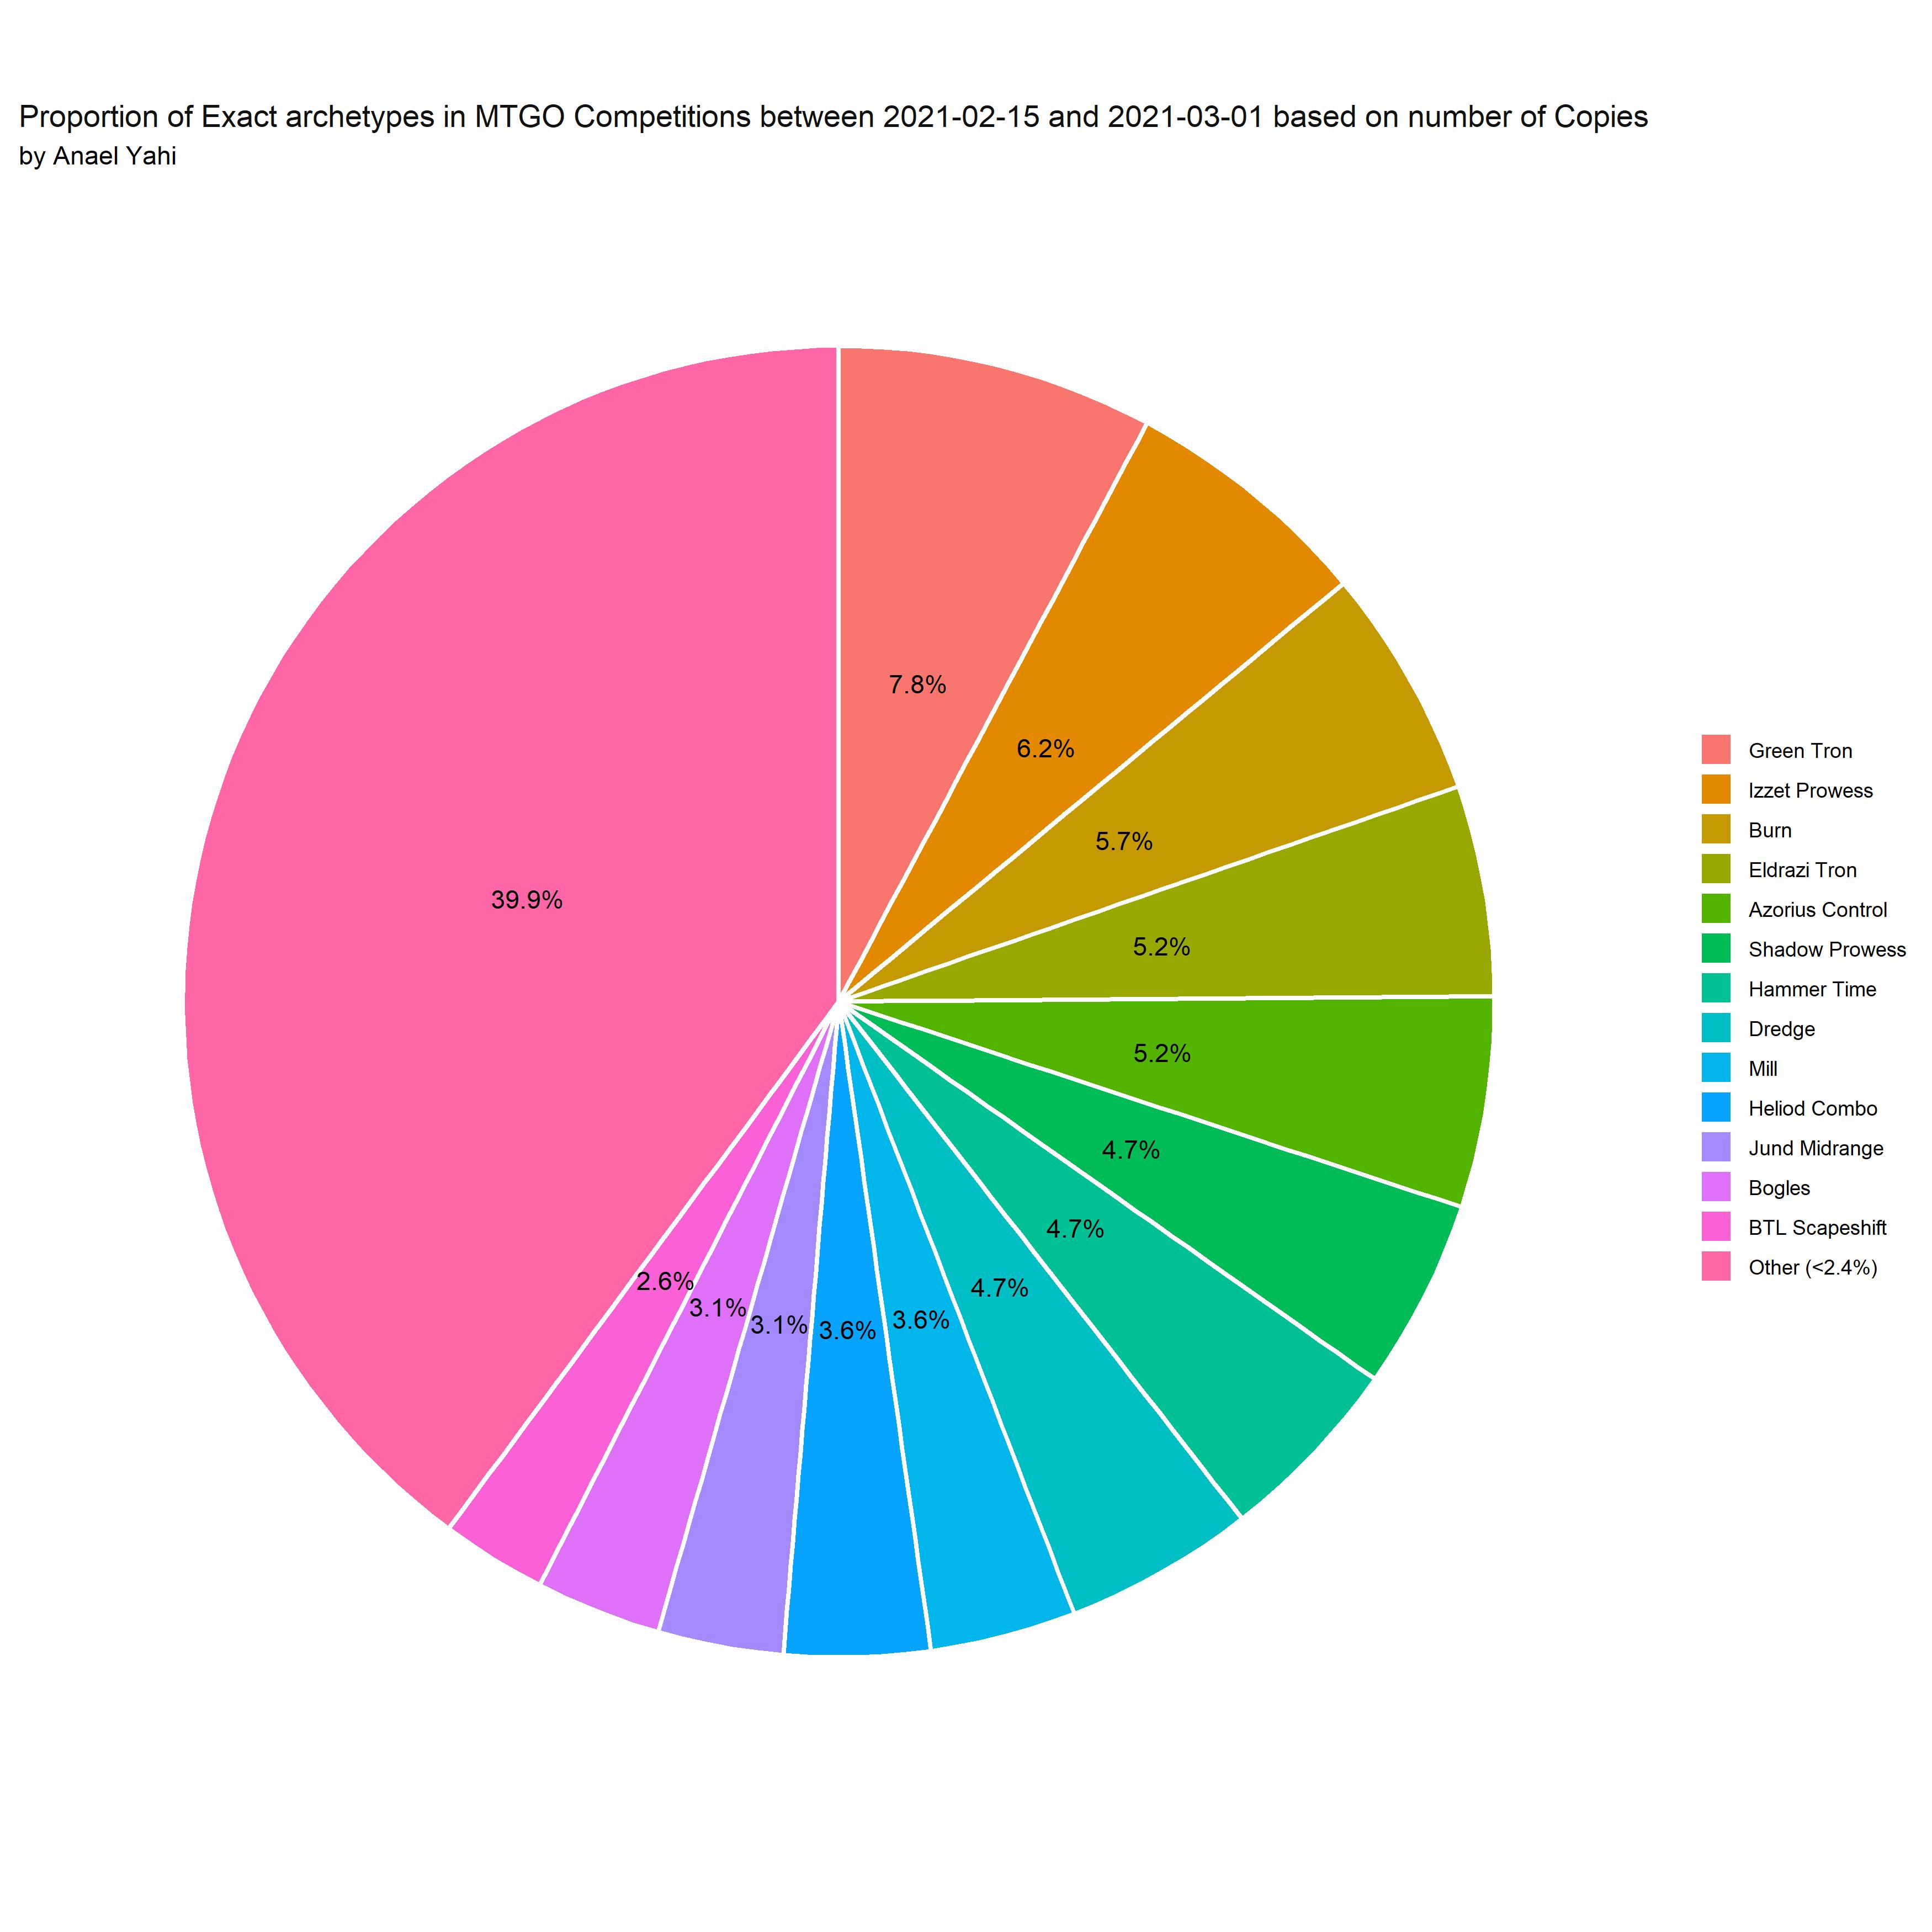 Proportion of Exact archetypes in MTGO Competitions between 2021-02-15 and 2021-03-01 based on number of Copies
by Anael Yahi
7.8%
6.2%
5.7%
39.9%
5.2%
5.2%
4.7%
4.7%
4.7%
3.6%
3.6%
3.1%
3.1%
2.6%
Green Tron
Izzet Prowess
Burn
Eldrazi Tron
Azorius Control
Shadow Prowess
Hammer Time
Dredge
Mill
Heliod Combo
Jund Midrange
Bogles
BTL Scapeshift
Other (<2.4%)